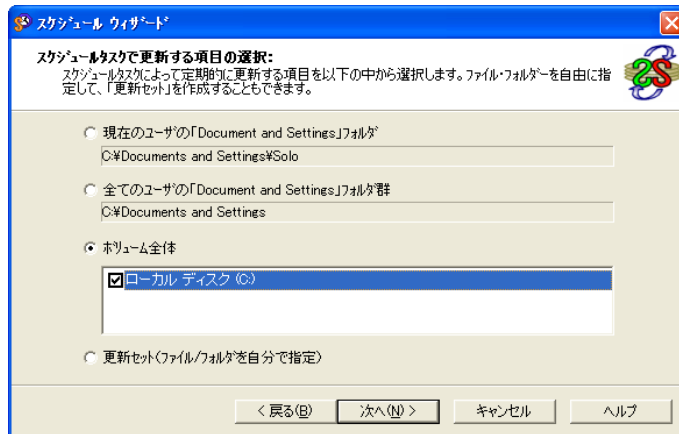 ｽｹｼﾞｭｰﾙ ｳｨｻﾞｰﾄﾞ
ｽｹｼﾞｭｰﾙﾀｽｸで更新する項目の選択:
ｽｹｼﾞｭｰﾙﾀｽｸによって定期的に更新する項目を以下の中から選択します。ﾌｧｲﾙ・ﾌｫﾙﾀﾞｰを自由に指
定して、「更新ｾｯﾄ」を作成することもできます。
現在のﾕｰｻﾞの「Document and Settings」ﾌｫﾙﾀﾞ
C:¥Documents and Settings¥Solo
全てのﾕｰｻﾞの「Document and Settings」ﾌｫﾙﾀﾞ群
C:¥Documents and Settings
ﾎﾞﾘｭｰﾑ全体
ローカル ディスク (C:)
更新ｾｯﾄ(ﾌｧｲﾙ/ﾌｫﾙﾀﾞを自分で指定)
< 戻る(B) 次へ(N) > ｷｬﾝｾﾙ ﾍﾙﾌﾟ